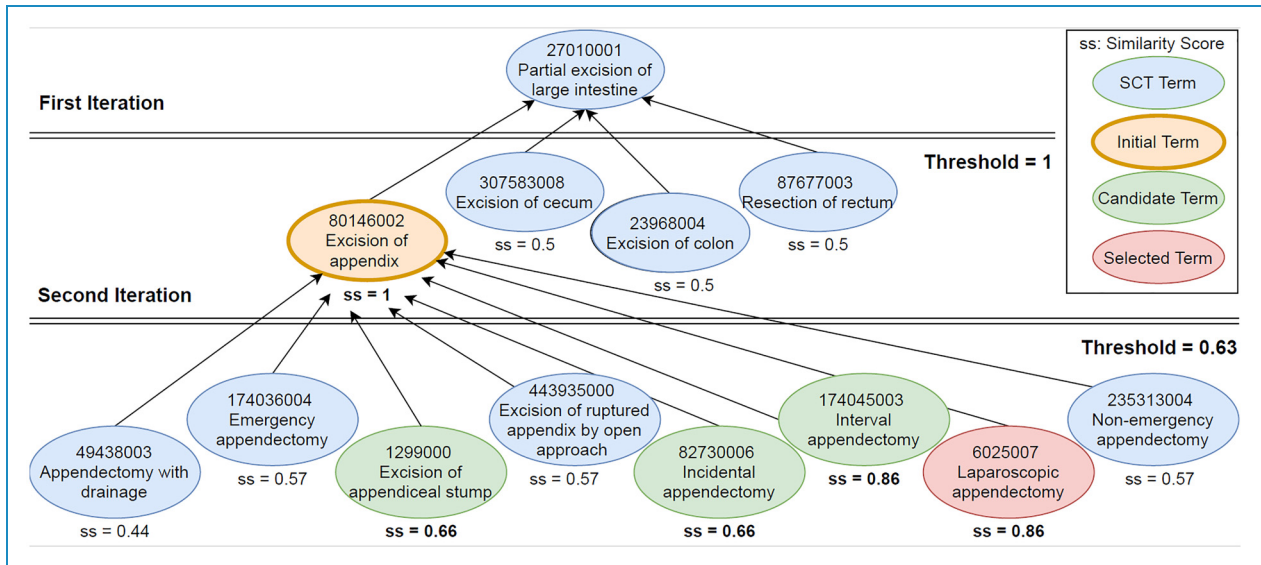 27010001
Partial excision of
large intestine
ss: Similarity Score
SCT Term
Initial Term
Candidate Term
Selected Term
First Iteration
Threshold = 1
307583008
Excision of cecum
ss = 0.5
87677003
Resection of rectum
ss = 0.5
80146002
Excision of
appendix
ss = 1
23968004
Excision of colon
ss = 0.5
Second Iteration
Threshold = 0.63
49438003
Appendectomy with
drainage
ss = 0.44
174036004
Emergency
appendectomy
ss = 0.57
1299000
Excision of
appendiceal stump
ss = 0.66
443935000
Excision of ruptured
appendix by open
approach
ss = 0.57
82730006
Incidental
appendectomy
ss = 0.66
174045003
Interval
appendectomy
ss = 0.86
6025007
Laparoscopic
appendectomy
ss = 0.86
235313004
Non-emergency
appendectomy
ss = 0.57